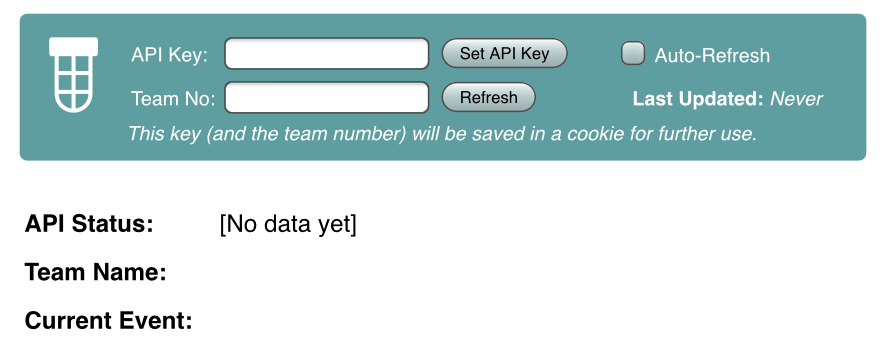 API Key: Set API Key Auto-Refresh
Team No: Refresh Last Updated: Never
This key (and the team number) will be saved in a cookie for further use.
API Status: [No data yet]
Team Name:
Current Event: